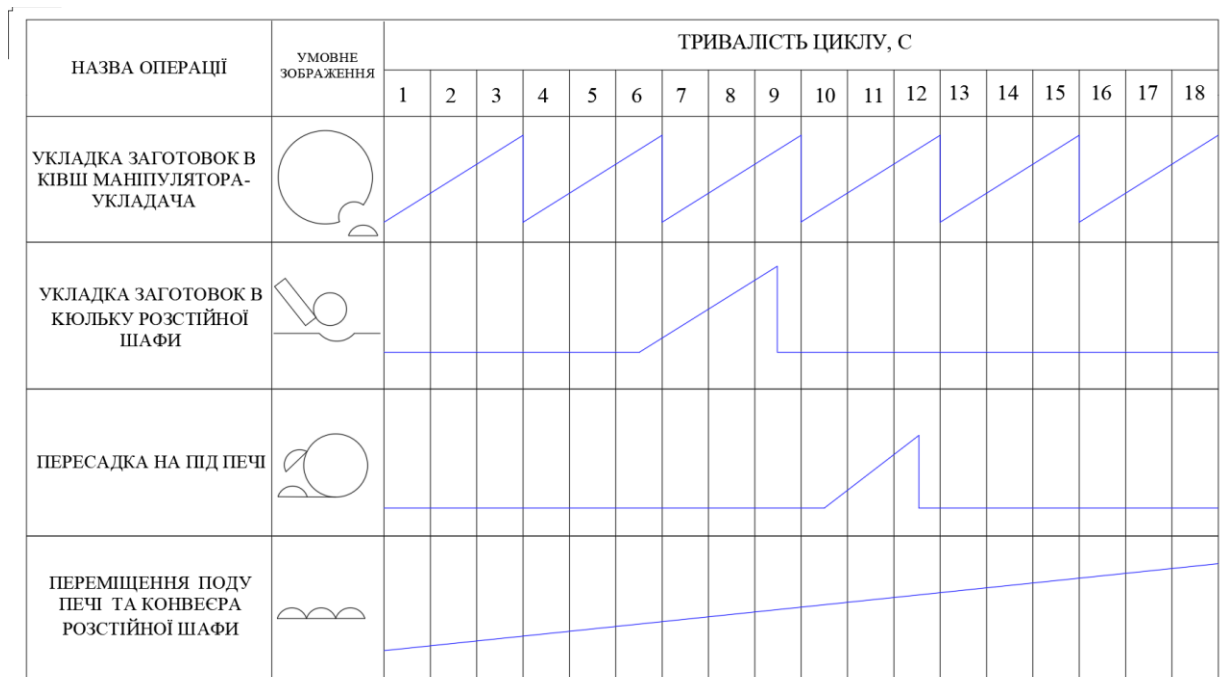 НАЗВА ОПЕРАЦІЇ
УМОВНЕ
ЗОБРАЖЕННЯ
ТРИВАЛІСТЬ ЦИКЛУ, С
1 2 3 4 5 6 7 8 9 10 11 12 13 14 15 16 17 18
УКЛАДКА ЗАГОТОВОК В
КІВШ МАНІПУЛЯТОРА-
УКЛАДАЧА
УКЛАДКА ЗАГОТОВОК В
КЮЛЬКУ РОЗСТІЙНОЇ
ШАФИ
ПЕРЕСАДКА НА ПІД ПЕЧІ
ПЕРЕМІЩЕННЯ ПОДУ
ПЕЧІ ТА КОНВЕЄРА
РОЗСТІЙНОЇ ШАФИ